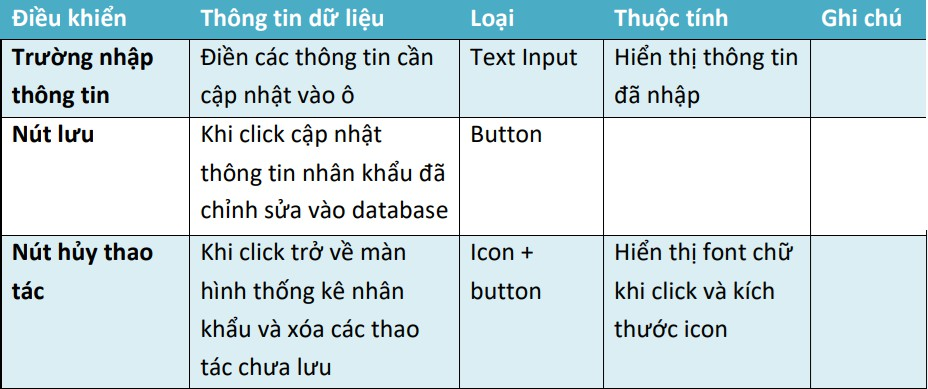 Điều khiển Thông tin dữ liệu Loại Thuộc tính Ghi chú
Trường nhập Điền các thông tin cần Text Input Hiển thị thông tin
thông tin cập nhật vào ô đã nhập
Nút lưu Khi click cập nhật Button
thông tin nhân khẩu đã
chỉnh sửa vào database
Nút hủy thao Khi click trở về màn Icon + Hiển thị font chữ
tác hình thống kê nhân button khi click và kích
khẩu và xóa các thao thước icon
tác chưa lưu